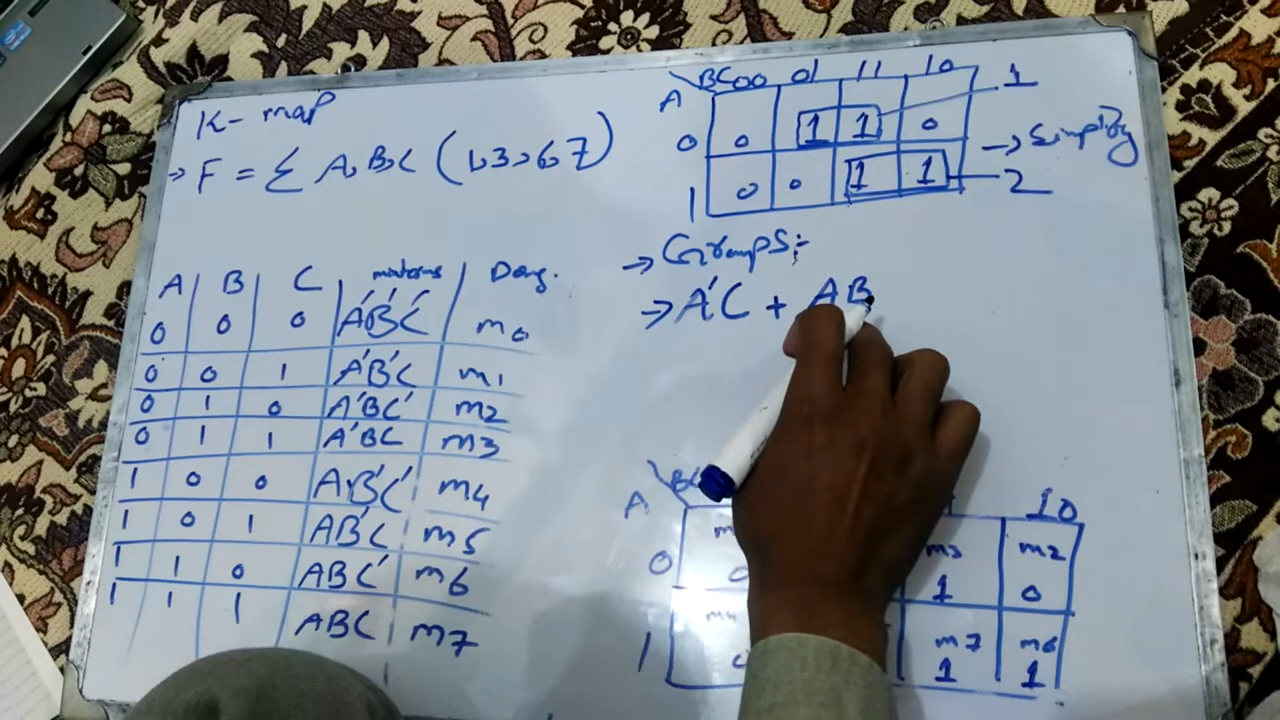 K-map
→ F = Σ A,B,C (1,3,6,7)
A B C minterms Desg.
0 0 0 A'B'C' m0
0 0 1 A'B'C m1
0 1 0 A'BC' m2
0 1 1 A'BC m3
1 0 0 AB'C' m4
1 0 1 AB'C m5
1 1 0 ABC' m6
1 1 1 ABC m7
A \ BC 00 01 11 10
0 0 1 1 0
1 0 0 1 1
1
→ Simplify
2
→ Groups:-
→ A'C + AB
A BC 10
0 0 m3 1 m2 0
1 m7 1 m6 1